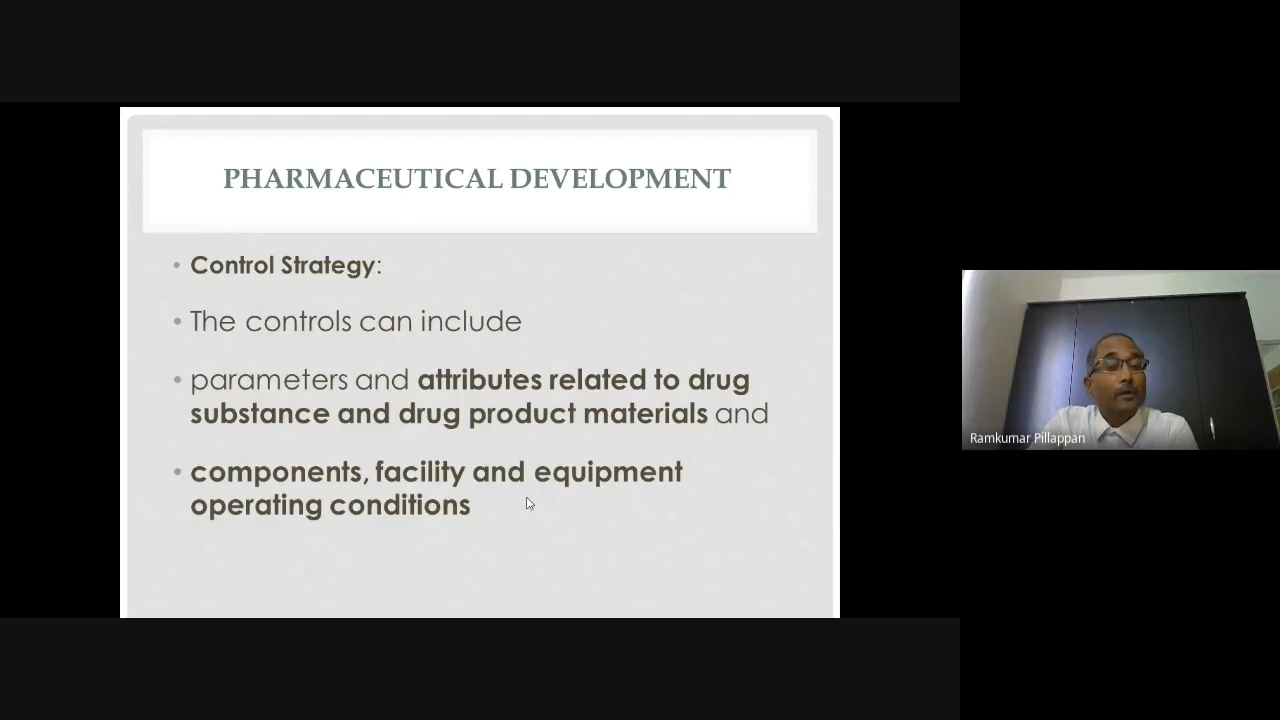 PHARMACEUTICAL DEVELOPMENT
• Control Strategy:
• The controls can include
• parameters and attributes related to drug
substance and drug product materials and
• components, facility and equipment
operating conditions
Ramkumar Pillappan